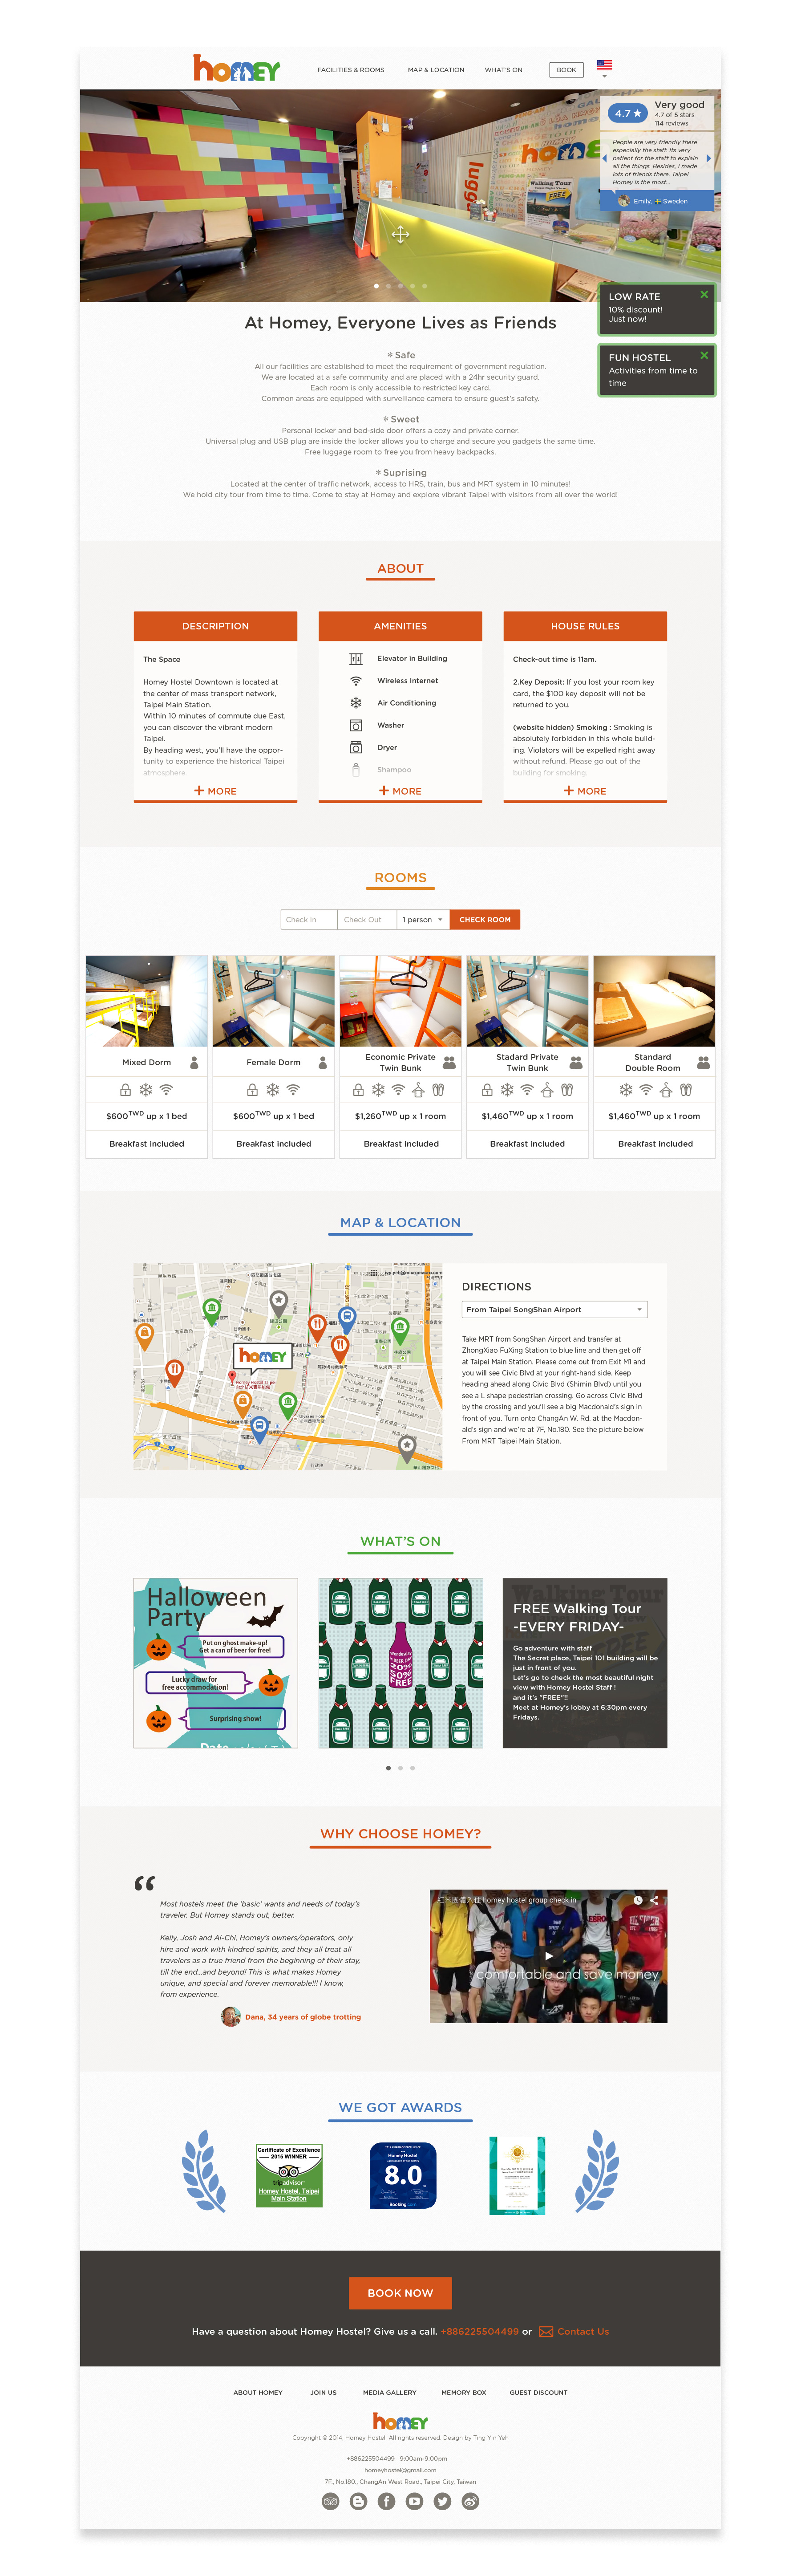 homey
FACILITIES & ROOMS
MAP & LOCATION
WHAT'S ON
BOOK
4.7
Very good
4.7 of 5 stars
114 reviews
People are very friendly there
especially the staff. Its very
patient for the staff to explain
all the things. Besides, i made
lots of friends there. Taipei
Homey is the most...
Emily, Sweden
luggage
homey
Walking Tour
FREE
LOW RATE
10% discount!
Just now!
FUN HOSTEL
Activities from time to
time
At Homey, Everyone Lives as Friends
* Safe
All our facilities are established to meet the requirement of government regulation.
We are located at a safe community and are placed with a 24hr security guard.
Each room is only accessible to restricted key card.
Common areas are equipped with surveillance camera to ensure guest's safety.
* Sweet
Personal locker and bed-side door offers a cozy and private corner.
Universal plug and USB plug are inside the locker allows you to charge and secure you gadgets the same time.
Free luggage room to free you from heavy backpacks.
* Suprising
Located at the center of traffic network, access to HRS, train, bus and MRT system in 10 minutes!
We hold city tour from time to time. Come to stay at Homey and explore vibrant Taipei with visitors from all over the world!
ABOUT
DESCRIPTION
The Space
Homey Hostel Downtown is located at
the center of mass transport network,
Taipei Main Station.
Within 10 minutes of commute due East,
you can discover the vibrant modern
Taipei.
By heading west, you'll have the oppor-
tunity to experience the historical Taipei
atmosphere.
+ MORE
AMENITIES
Elevator in Building
Wireless Internet
Air Conditioning
Washer
Dryer
Shampoo
+ MORE
HOUSE RULES
Check-out time is 11am.
2.Key Deposit: If you lost your room key
card, the $100 key deposit will not be
returned to you.
(website hidden) Smoking : Smoking is
absolutely forbidden in this whole build-
ing. Violators will be expelled right away
without refund. Please go out of the
building for smoking.
+ MORE
ROOMS
Check In
Check Out
1 person
CHECK ROOM
Mixed Dorm
$600TWD up x 1 bed
Breakfast included
Female Dorm
$600TWD up x 1 bed
Breakfast included
Economic Private
Twin Bunk
$1,260TWD up x 1 room
Breakfast included
Stadard Private
Twin Bunk
$1,460TWD up x 1 room
Breakfast included
Standard
Double Room
$1,460TWD up x 1 room
Breakfast included
MAP & LOCATION
homey
DIRECTIONS
From Taipei SongShan Airport
Take MRT from SongShan Airport and transfer at
ZhongXiao FuXing Station to blue line and then get off
at Taipei Main Station. Please come out from Exit M1 and
you will see Civic Blvd at your right-hand side. Keep
heading ahead along Civic Blvd (Shimin Blvd) until you
see a L shape pedestrian crossing. Go across Civic Blvd
by the crossing and you'll see a big Macdonald's sign in
front of you. Turn onto ChangAn W. Rd. at the Macdon-
ald's sign and we're at 7F, No.180. See the picture below
From MRT Taipei Main Station.
WHAT'S ON
Halloween
Party
Put on ghost make-up!
Get a can of beer for free!
Lucky draw for
free accommodation!
Surprising show!
FREE Walking Tour
-EVERY FRIDAY-
Go adventure with staff
The Secret place, Taipei 101 building will be
just in front of you.
Let's go to check the most beautiful night
view with Homey Hostel Staff !
and it's "FREE"!!
Meet at Homey's lobby at 6:30pm every
Fridays.
WHY CHOOSE HOMEY?
“
Most hostels meet the 'basic' wants and needs of today's
traveler. But Homey stands out, better.
Kelly, Josh and Ai-Chi, Homey's owners/operators, only
hire and work with kindred spirits, and they all treat all
travelers as a true friend from the beginning of their stay,
till the end...and beyond! This is what makes Homey
unique, and special and forever memorable!!! I know,
from experience.
Dana, 34 years of globe trotting
homey hostel group check in
comfortable and save money
WE GOT AWARDS
Certificate of Excellence
2015 WINNER
tripadvisor
Homey Hostel, Taipei
Main Station
Homey Hostel
8.0
Booking.com
BOOK NOW
Have a question about Homey Hostel? Give us a call. +886225504499 or Contact Us
ABOUT HOMEY
JOIN US
MEDIA GALLERY
MEMORY BOX
GUEST DISCOUNT
homey
Copyright © 2014, Homey Hostel. All rights reserved. Design by Ting Yin Yeh
+886225504499 9:00am-9:00pm
homeyhostel@gmail.com
7F., No.180., ChangAn West Road., Taipei City, Taiwan